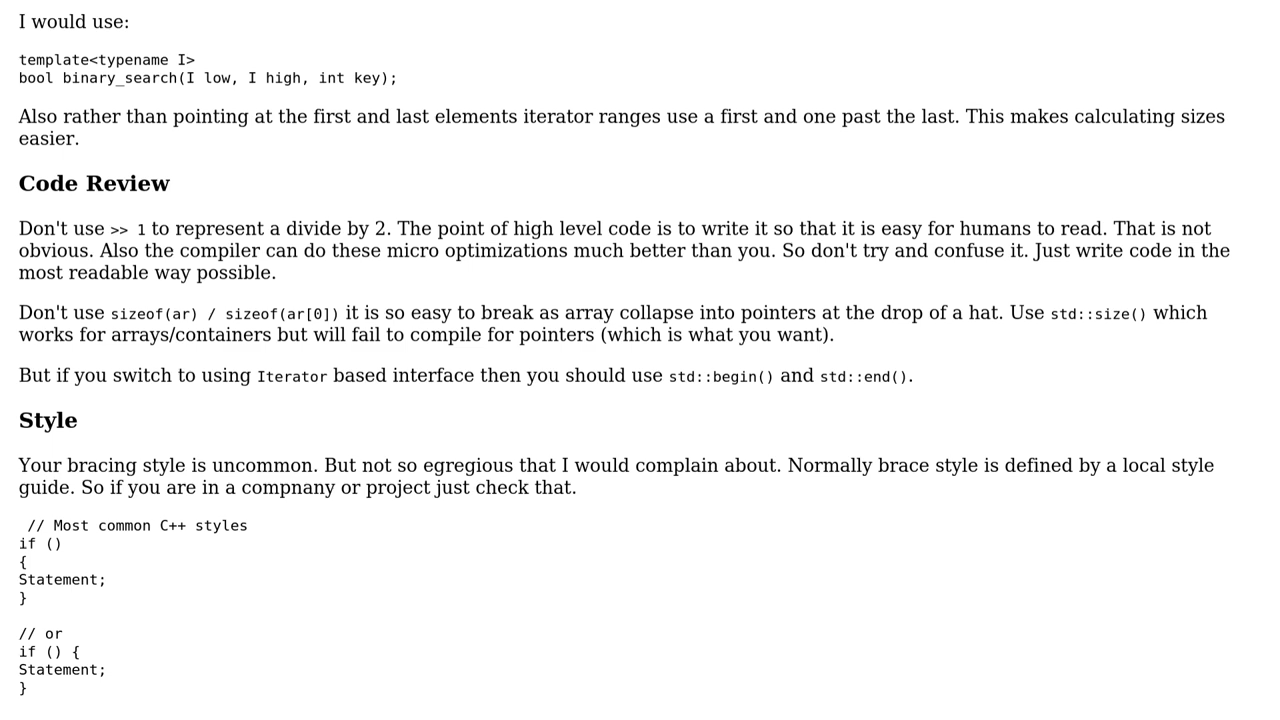 I would use:
template<typename I>
bool binary_search(I low, I high, int key);
Also rather than pointing at the first and last elements iterator ranges use a first and one past the last. This makes calculating sizes
easier.
Code Review
Don't use >> 1 to represent a divide by 2. The point of high level code is to write it so that it is easy for humans to read. That is not
obvious. Also the compiler can do these micro optimizations much better than you. So don't try and confuse it. Just write code in the
most readable way possible.
Don't use sizeof(ar) / sizeof(ar[0]) it is so easy to break as array collapse into pointers at the drop of a hat. Use std::size() which
works for arrays/containers but will fail to compile for pointers (which is what you want).
But if you switch to using Iterator based interface then you should use std::begin() and std::end().
Style
Your bracing style is uncommon. But not so egregious that I would complain about. Normally brace style is defined by a local style
guide. So if you are in a compnany or project just check that.
// Most common C++ styles
if ()
{
Statement;
}
// or
if () {
Statement;
}